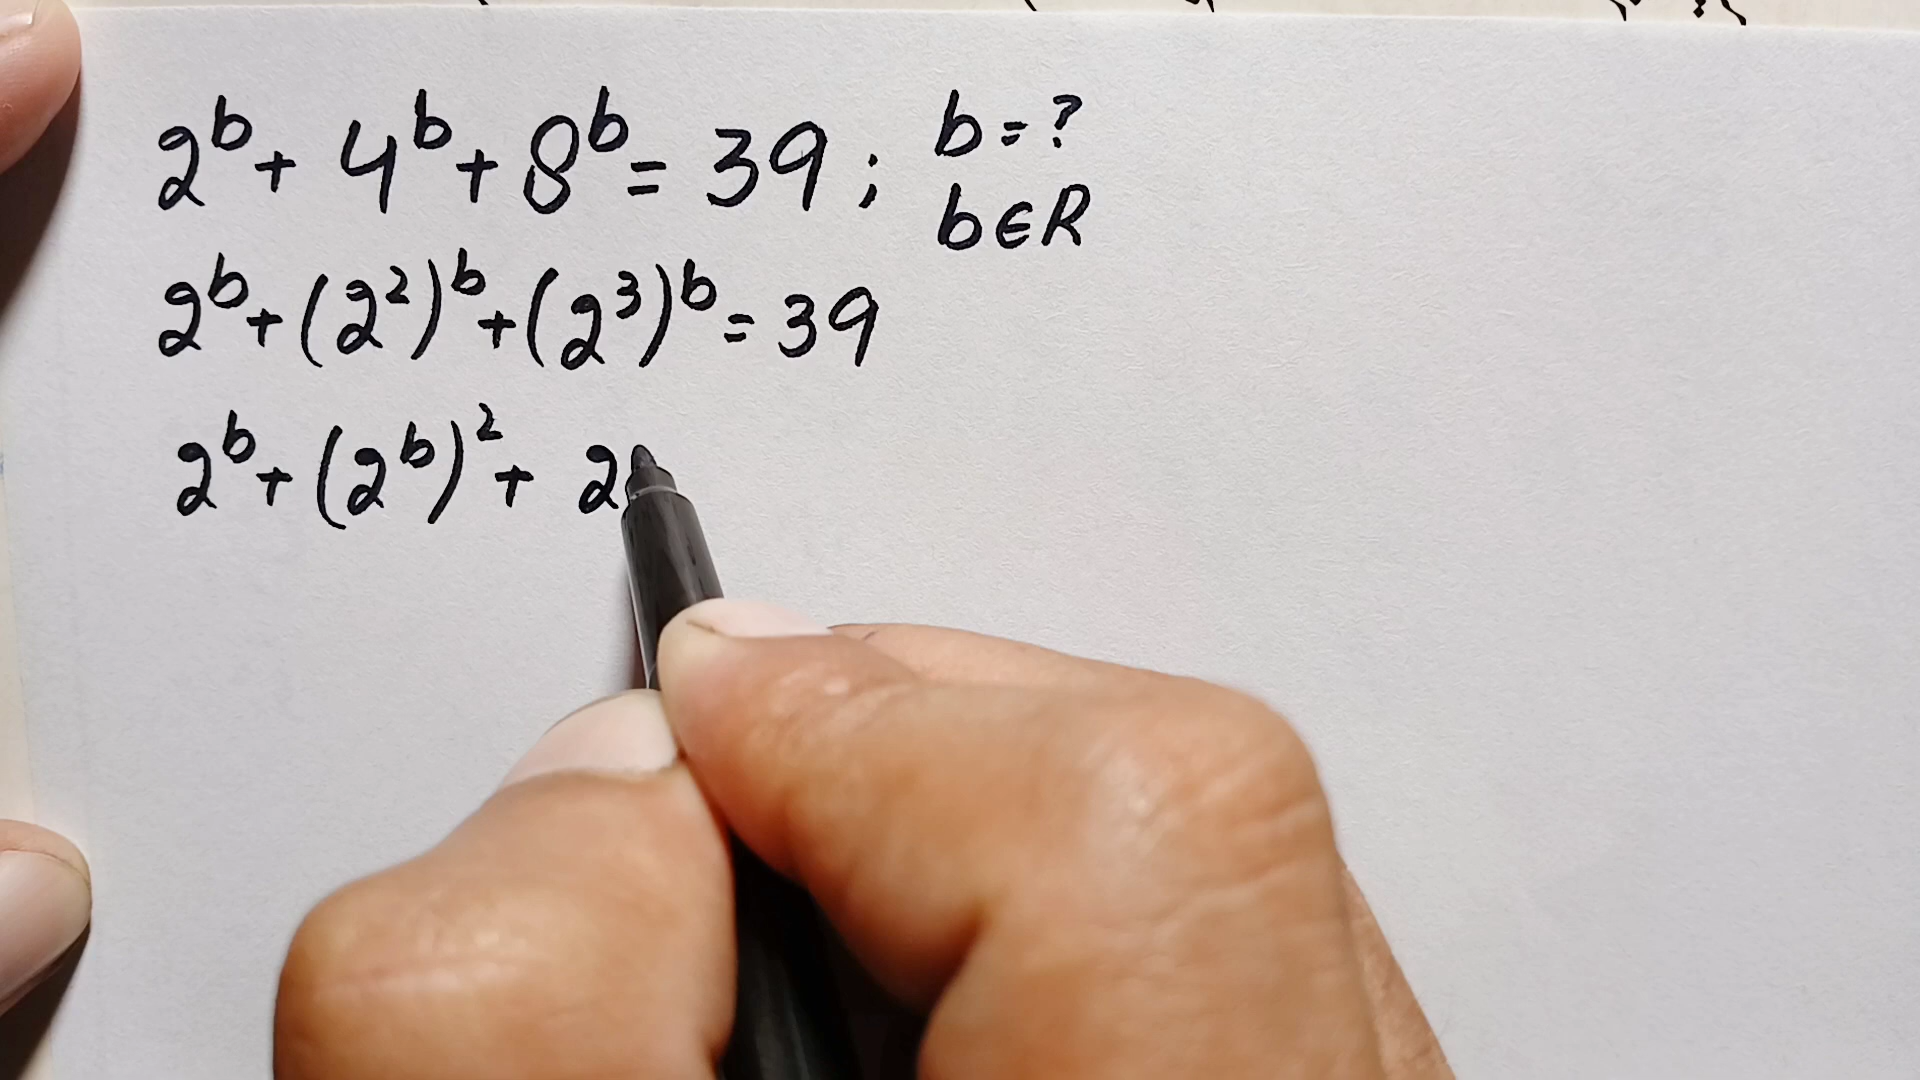 2^b + 4^b + 8^b = 39 ; b = ?
b ∈ R
2^b + (2^2)^b + (2^3)^b = 39
2^b + (2^b)^2 + 2